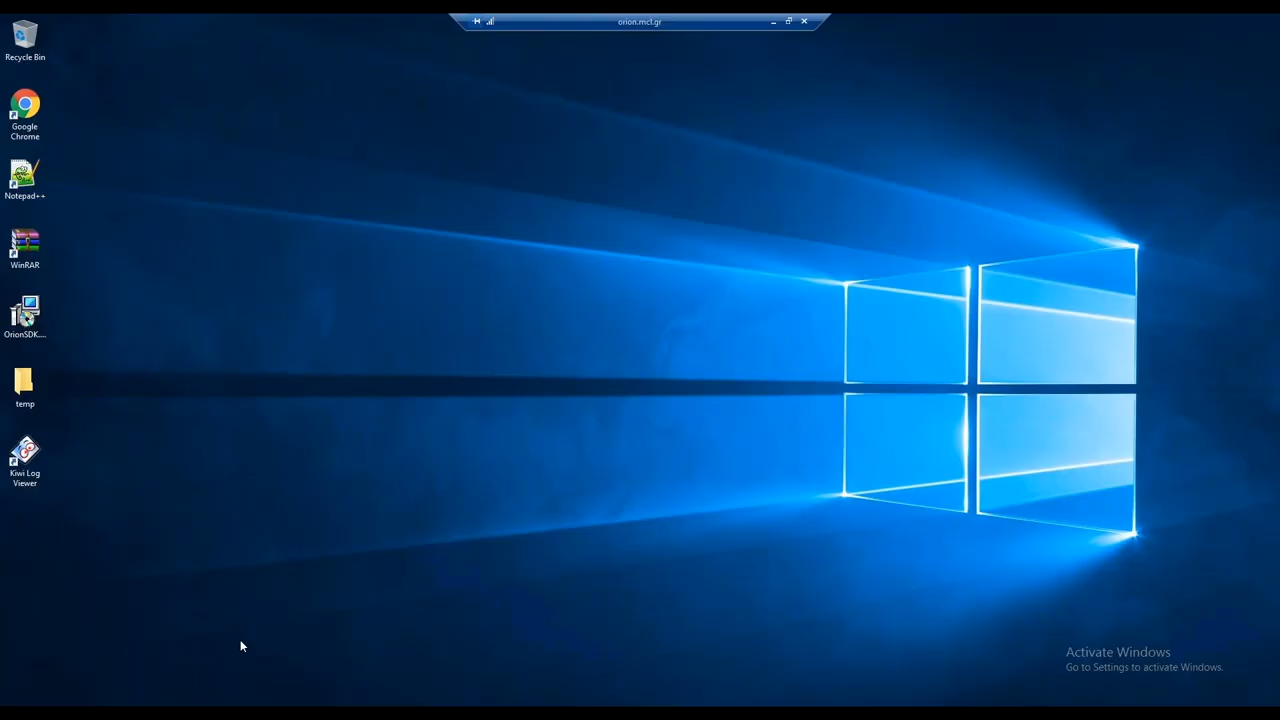 orion.mcl.gr
Recycle Bin
Google
Chrome
Notepad++
WinRAR
OrionSDK....
temp
Kiwi Log
Viewer
Activate Windows
Go to Settings to activate Windows.